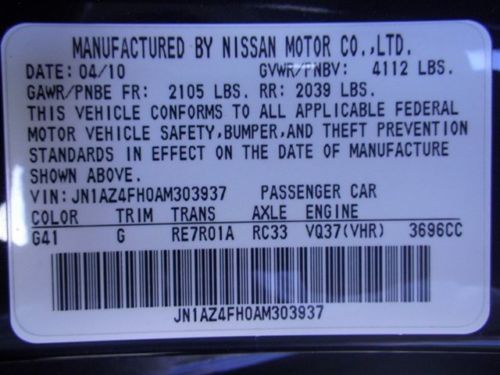 MANUFACTURED BY NISSAN MOTOR CO.,LTD.
DATE: 04/10 GVWR/PNBV: 4112 LBS.
GAWR/PNBE FR: 2105 LBS. RR: 2039 LBS.
THIS VEHICLE CONFORMS TO ALL APPLICABLE FEDERAL
MOTOR VEHICLE SAFETY,BUMPER,AND THEFT PREVENTION
STANDARDS IN EFFECT ON THE DATE OF MANUFACTURE
SHOWN ABOVE.
VIN: JN1AZ4FH0AM303937 PASSENGER CAR
COLOR TRIM TRANS AXLE ENGINE
G41 G RE7R01A RC33 VQ37(VHR) 3696CC
JN1AZ4FH0AM303937